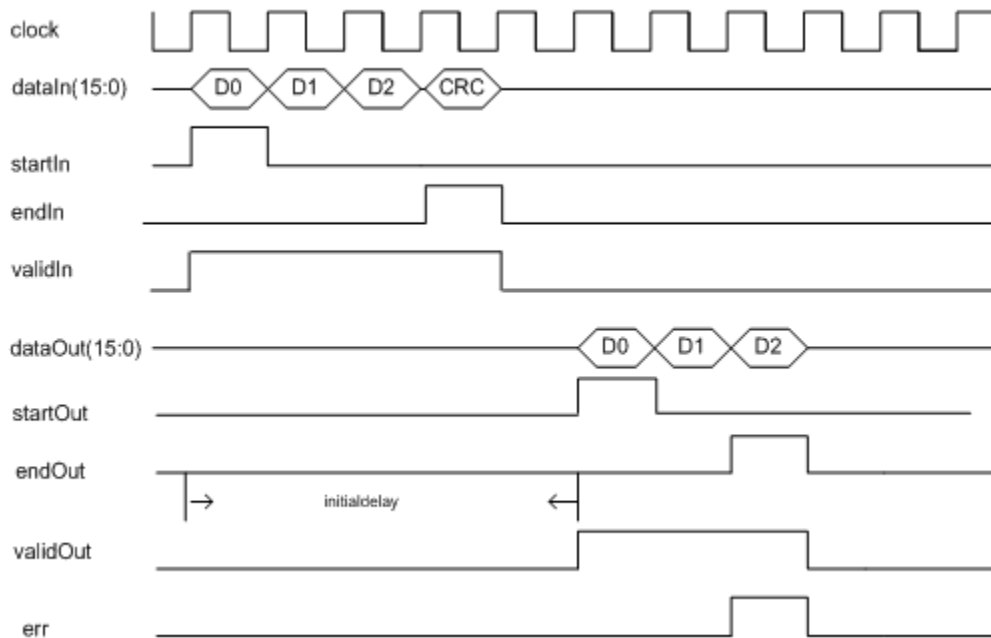 clock
dataIn(15:0) D0 D1 D2 CRC
startIn
endIn
validIn
dataOut(15:0) D0 D1 D2
startOut
endOut
initialdelay
validOut
err